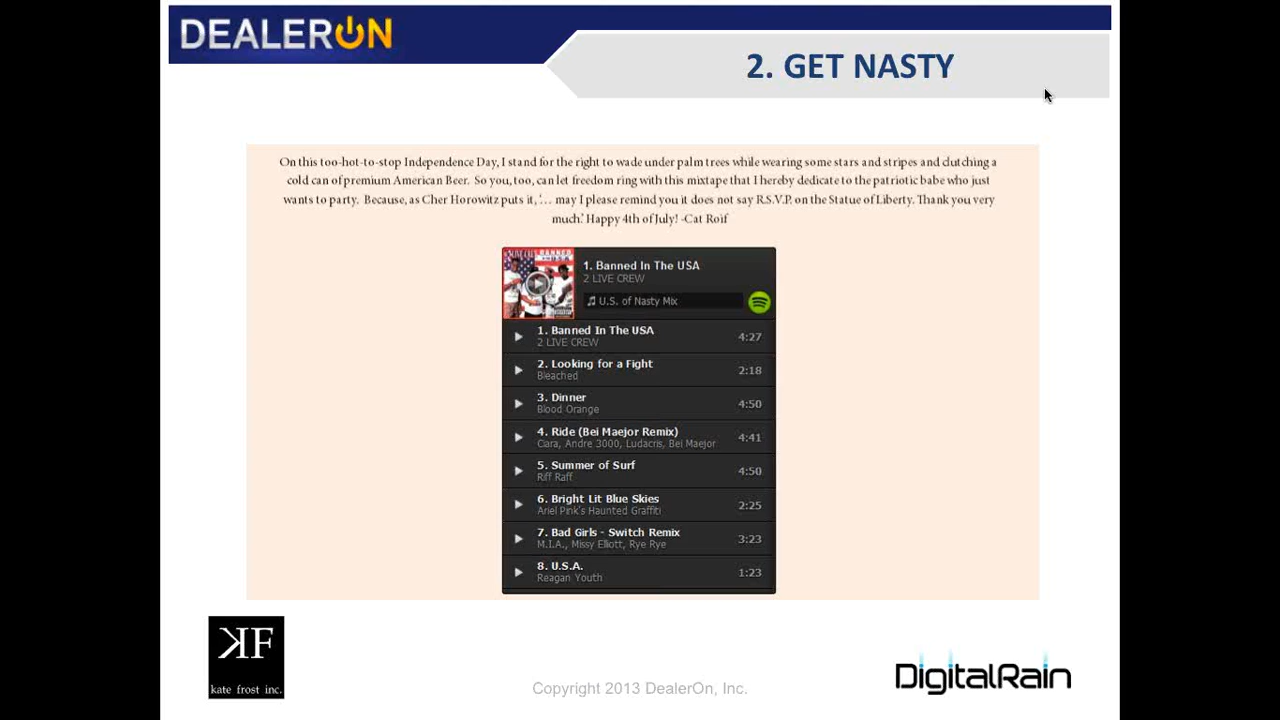 DEALERON
2. GET NASTY
On this too-hot-to-stop Independence Day, I stand for the right to wade under palm trees while wearing some stars and stripes and clutching a
cold can of premium American Beer. So you, too, can let freedom ring with this mixtape that I hereby dedicate to the patriotic babe who just
wants to party. Because, as Cher Horowitz puts it, '... may I please remind you it does not say R.S.V.P. on the Statue of Liberty. Thank you very
much.' Happy 4th of July! -Cat Roif
1. Banned In The USA
2 LIVE CREW
U.S. of Nasty Mix
1. Banned In The USA
2 LIVE CREW
4:27
2. Looking for a Fight
Bleached
2:18
3. Dinner
Blood Orange
4:50
4. Ride (Bei Maejor Remix)
Ciara, Andre 3000, Ludacris, Bei Maejor
4:41
5. Summer of Surf
Riff Raff
4:50
6. Bright Lit Blue Skies
Ariel Pink's Haunted Graffiti
2:25
7. Bad Girls - Switch Remix
M.I.A., Missy Elliott, Rye Rye
3:23
8. U.S.A.
Reagan Youth
1:23
KF
kate frost inc.
Copyright 2013 DealerOn, Inc.
DigitalRain